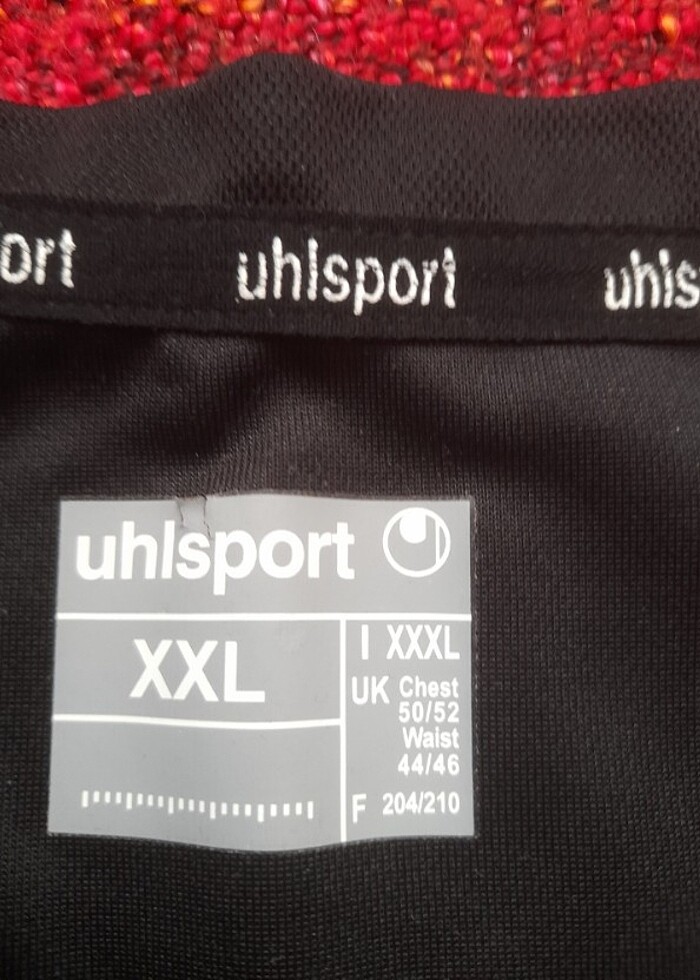 ort uhlsport uhls
uhlsport
XXL
I XXXL
UK Chest
50/52
Waist
44/46
F 204/210